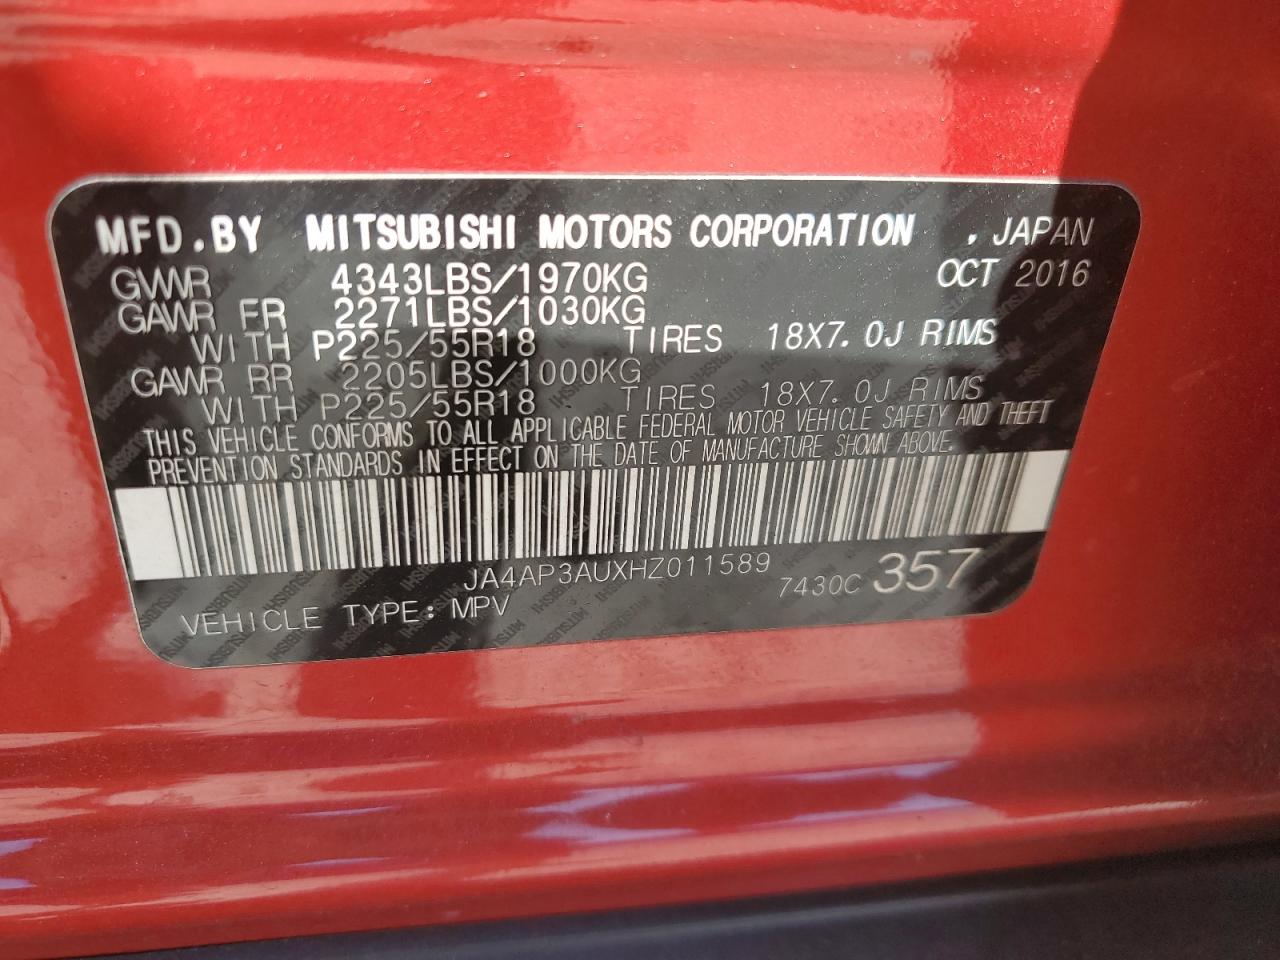 MFD.BY MITSUBISHI MOTORS CORPORATION , JAPAN
GVWR 4343LBS/1970KG OCT 2016
GAWR FR 2271LBS/1030KG
WITH P225/55R18 TIRES 18X7.0J RIMS
GAWR RR 2205LBS/1000KG
WITH P225/55R18 TIRES 18X7.0J RIMS
THIS VEHICLE CONFORMS TO ALL APPLICABLE FEDERAL MOTOR VEHICLE SAFETY AND THEFT
PREVENTION STANDARDS IN EFFECT ON THE DATE OF MANUFACTURE SHOWN ABOVE.
JA4AP3AUXHZ011589 7430C 357
VEHICLE TYPE: MPV